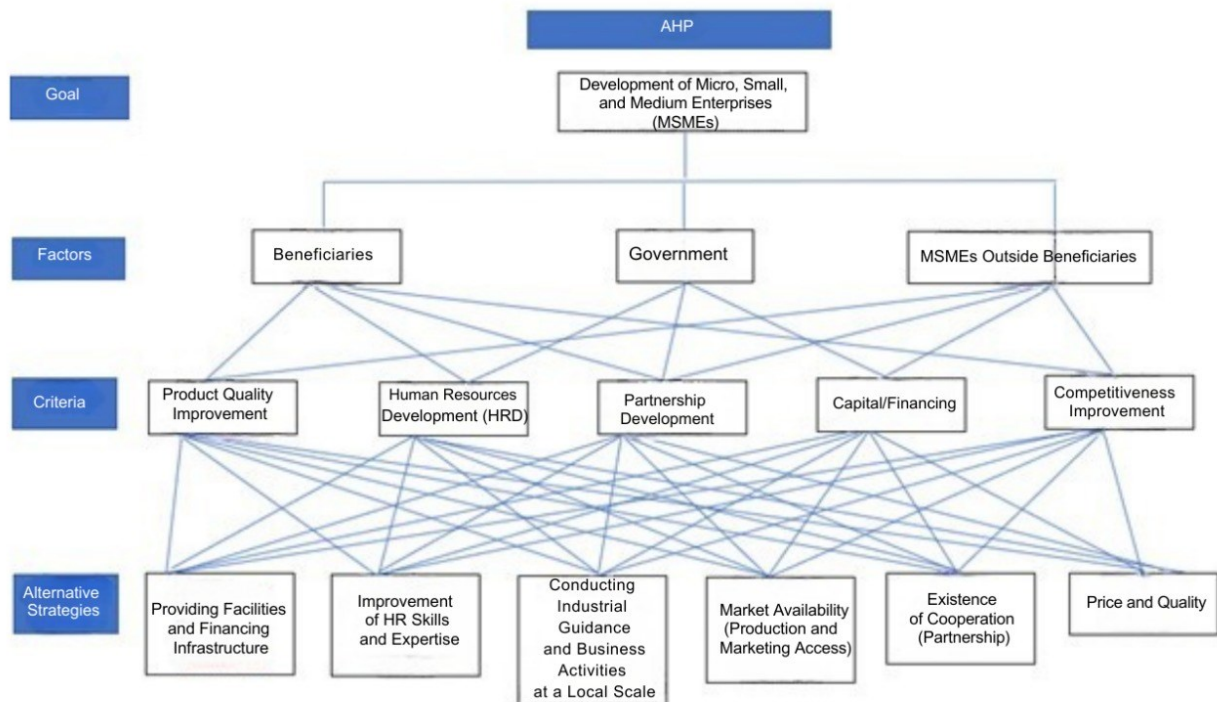 AHP
Goal
Development of Micro, Small,
and Medium Enterprises
(MSMEs)
Factors
Beneficiaries
Government
MSMEs Outside Beneficiaries
Criteria
Product Quality
Improvement
Human Resources
Development (HRD)
Partnership
Development
Capital/Financing
Competitiveness
Improvement
Alternative
Strategies
Providing Facilities
and Financing
Infrastructure
Improvement
of HR Skills
and Expertise
Conducting
Industrial
Guidance
and Business
Activities
at a Local Scale
Market Availability
(Production and
Marketing Access)
Existence
of Cooperation
(Partnership)
Price and Quality